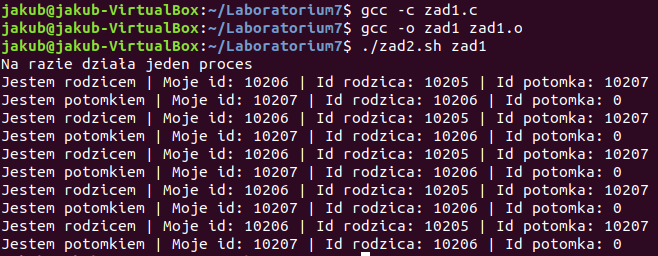 jakub@jakub-VirtualBox:~/Laboratorium7$ gcc -c zad1.c
jakub@jakub-VirtualBox:~/Laboratorium7$ gcc -o zad1 zad1.o
jakub@jakub-VirtualBox:~/Laboratorium7$ ./zad2.sh zad1
Na razie działa jeden proces
Jestem rodzicem | Moje id: 10206 | Id rodzica: 10205 | Id potomka: 10207
Jestem potomkiem | Moje id: 10207 | Id rodzica: 10206 | Id potomka: 0
Jestem rodzicem | Moje id: 10206 | Id rodzica: 10205 | Id potomka: 10207
Jestem potomkiem | Moje id: 10207 | Id rodzica: 10206 | Id potomka: 0
Jestem rodzicem | Moje id: 10206 | Id rodzica: 10205 | Id potomka: 10207
Jestem potomkiem | Moje id: 10207 | Id rodzica: 10206 | Id potomka: 0
Jestem rodzicem | Moje id: 10206 | Id rodzica: 10205 | Id potomka: 10207
Jestem potomkiem | Moje id: 10207 | Id rodzica: 10206 | Id potomka: 0
Jestem rodzicem | Moje id: 10206 | Id rodzica: 10205 | Id potomka: 10207
Jestem potomkiem | Moje id: 10207 | Id rodzica: 10206 | Id potomka: 0